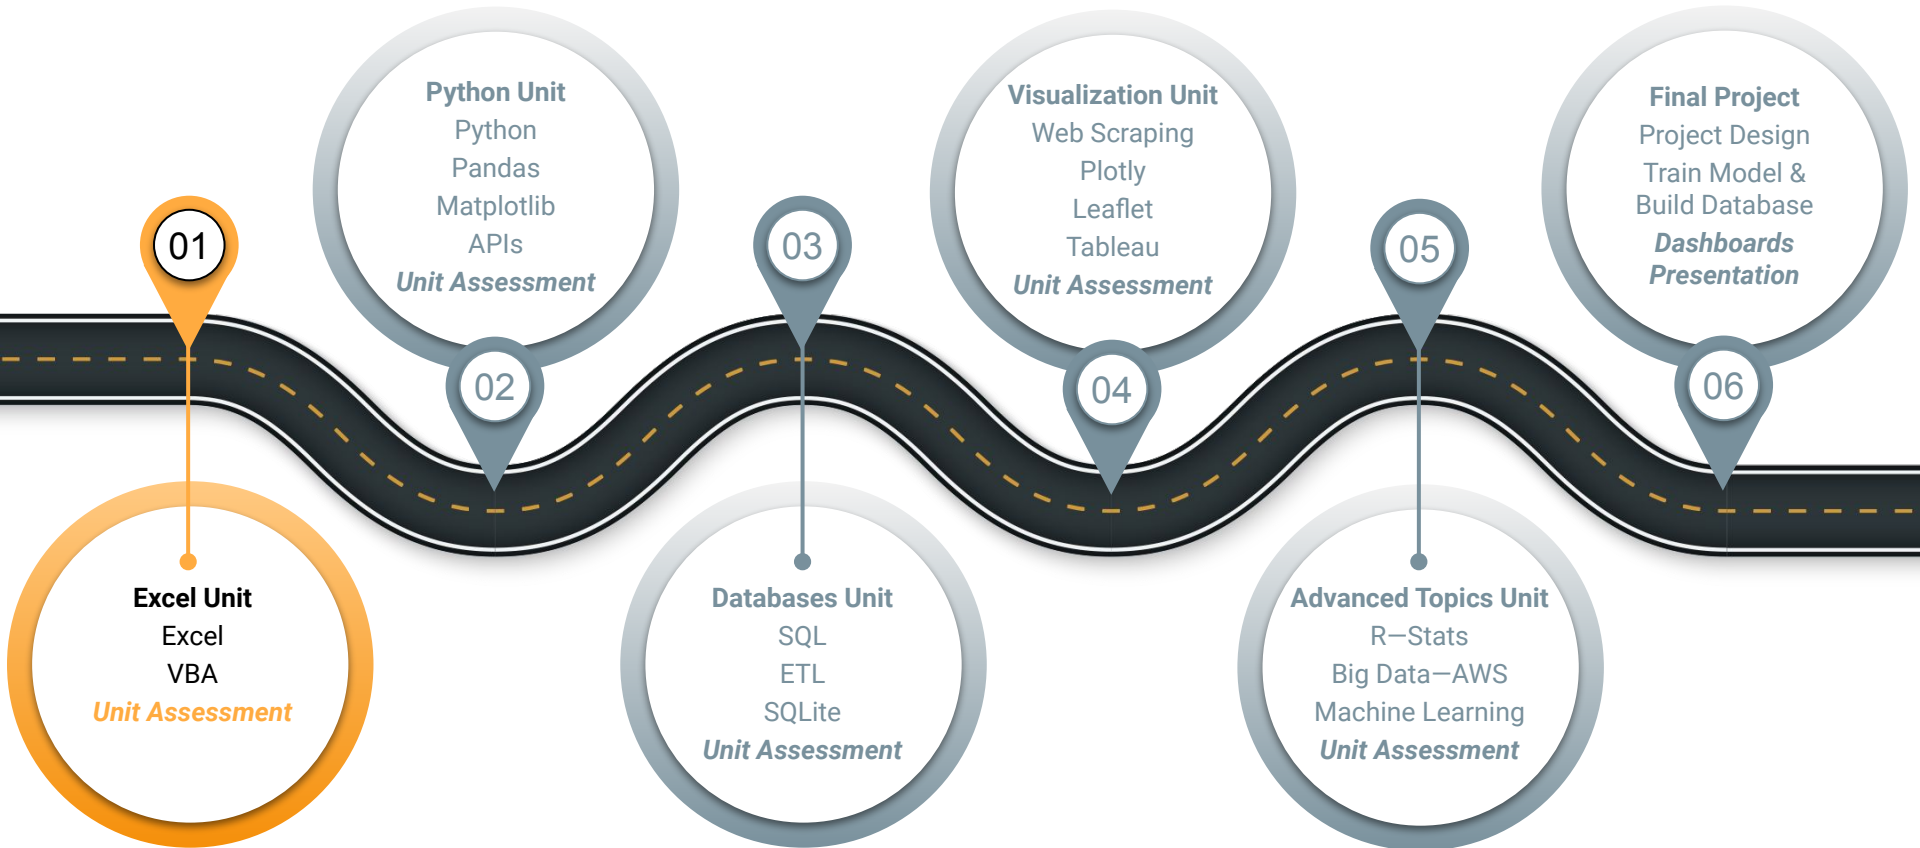 01
Excel Unit
Excel
VBA
Unit Assessment
Python Unit
Python
Pandas
Matplotlib
APIs
Unit Assessment
02
03
Databases Unit
SQL
ETL
SQLite
Unit Assessment
Visualization Unit
Web Scraping
Plotly
Leaflet
Tableau
Unit Assessment
04
05
Advanced Topics Unit
R—Stats
Big Data—AWS
Machine Learning
Unit Assessment
Final Project
Project Design
Train Model &
Build Database
Dashboards
Presentation
06